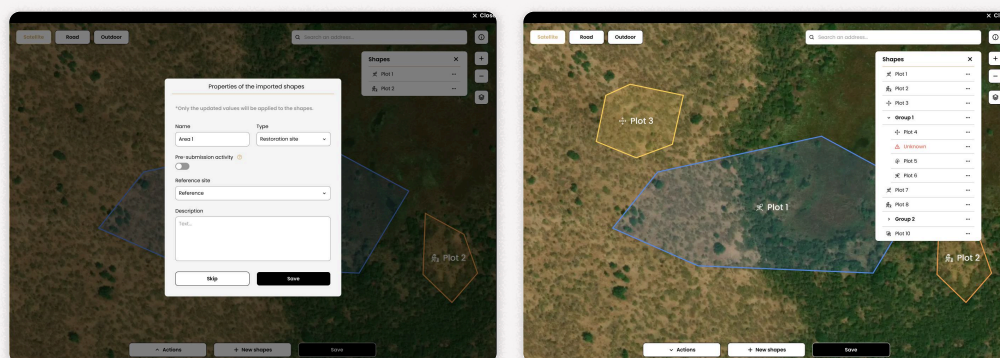 × Close
Satellite
Road
Outdoor
Search an address...
Shapes
Plot 1
Plot 2
Properties of the imported shapes
*Only the updated values will be applied to the shapes.
Name
Type
Area 1
Restoration site
Pre-submission activity
Reference site
Reference
Description
Text...
Skip
Save
Plot 2
Actions
+ New shapes
Save
× Cl
Satellite
Road
Outdoor
Search an address...
Shapes
Plot 1
Plot 2
Plot 3
Group 1
Plot 4
Unknown
Plot 5
Plot 6
Plot 7
Plot 8
Group 2
Plot 10
Plot 3
Plot 1
Plot 2
Actions
+ New shapes
Save